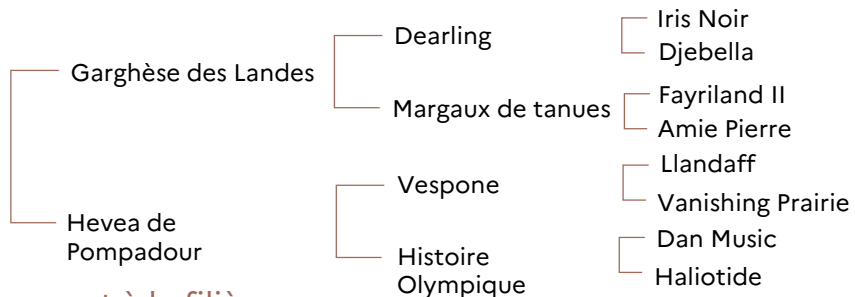 Iris Noir
Dearling
Djebella
Garghèse des Landes
Fayriland II
Margaux de tanues
Amie Pierre
Llandaff
Vespone
Vanishing Prairie
Hevea de
Pompadour
Dan Music
Histoire
Olympique
Haliotide